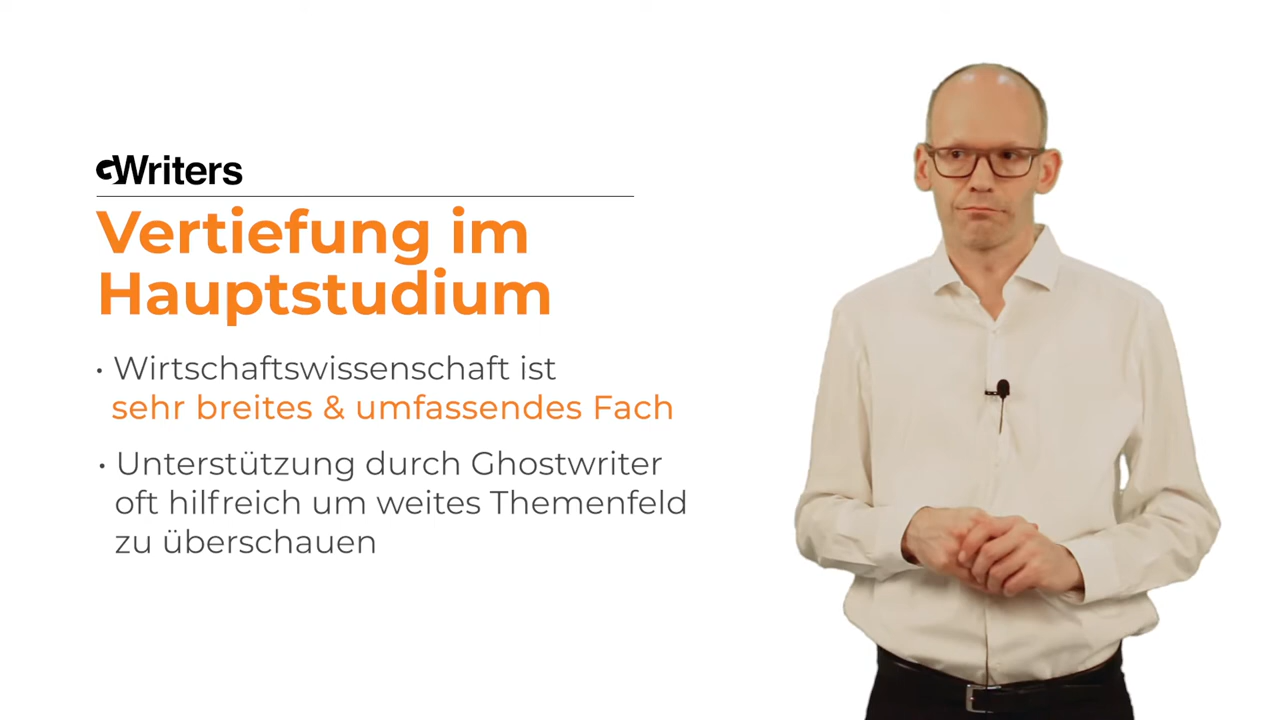 GWriters
Vertiefung im
Hauptstudium
• Wirtschaftswissenschaft ist
sehr breites & umfassendes Fach
• Unterstützung durch Ghostwriter
oft hilfreich um weites Themenfeld
zu überschauen